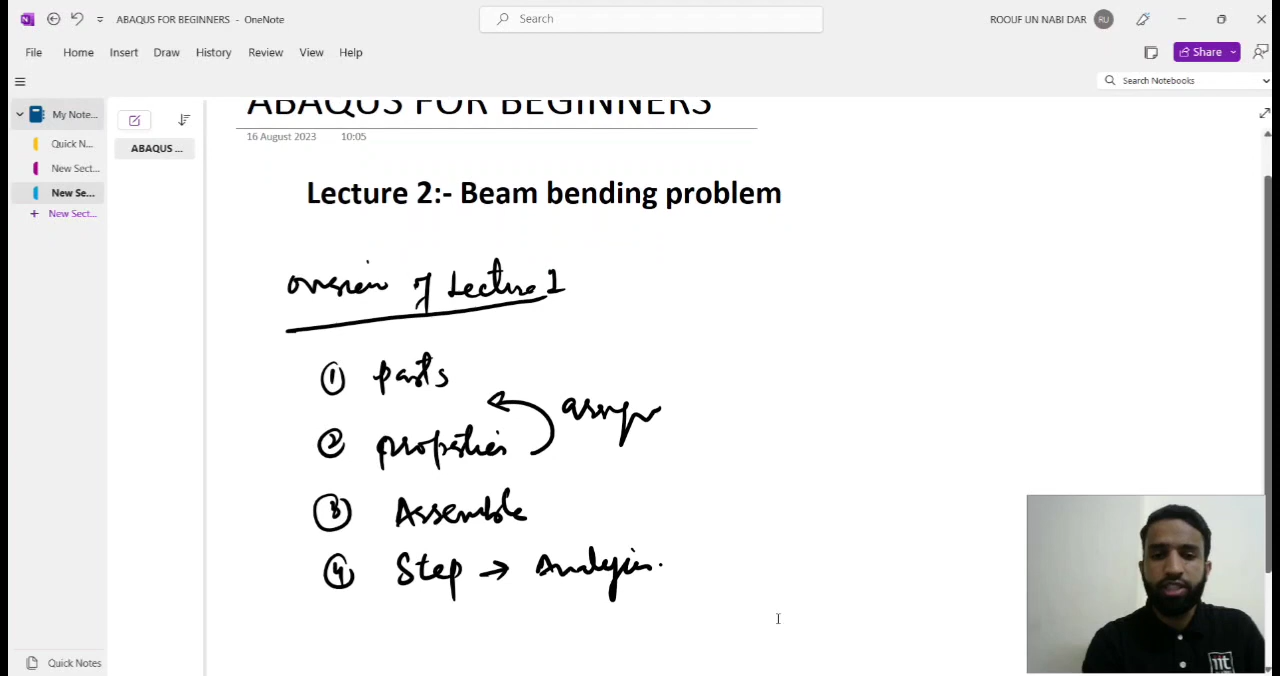 ABAQUS FOR BEGINNERS - OneNote
Search
ROOUF UN NABI DAR
RU
File Home Insert Draw History Review View Help
Share
Search Notebooks
My Note...
Quick N...
New Sect...
New Se...
New Sect...
ABAQUS ...
ABAQUS FOR BEGINNERS
16 August 2023 10:05
Lecture 2:- Beam bending problem
of Lecture 1
1 parts
2 properties
3 Assemble
4 Step → Analysis.
Quick Notes